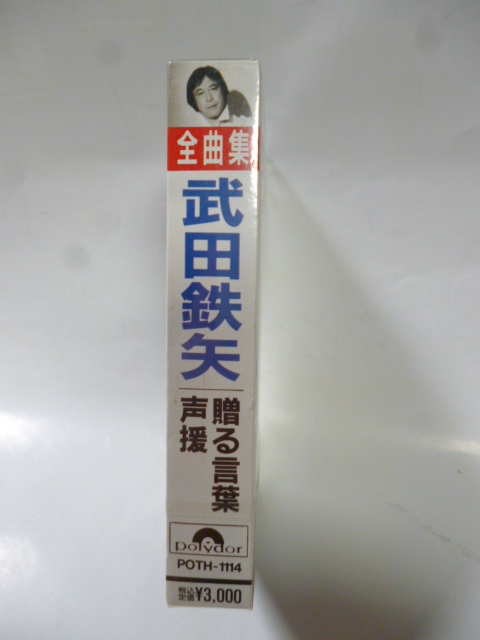 全曲集
武田鉄矢
贈る言葉
声援
polydor
POTH-1114
税込
定価
¥3,000